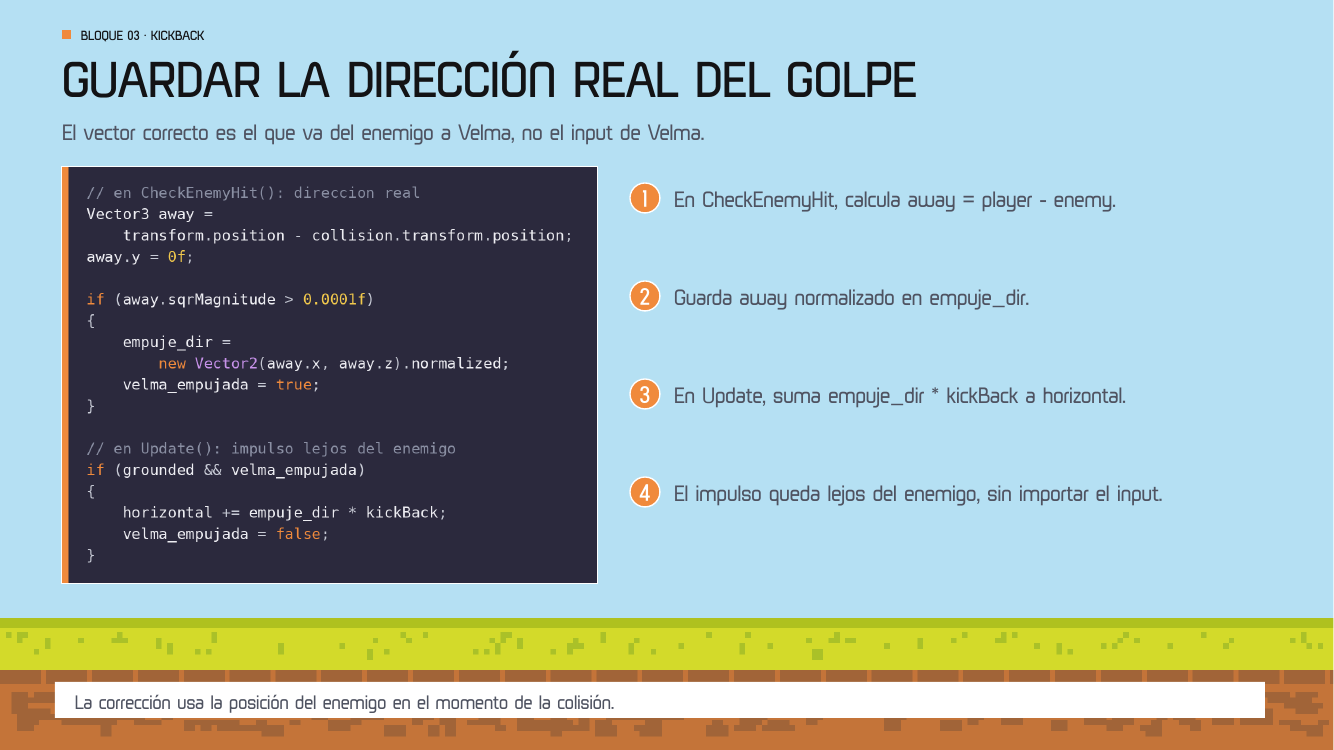 BLOQUE 03 · KICKBACK
GUARDAR LA DIRECCIÓN REAL DEL GOLPE
El vector correcto es el que va del enemigo a Velma, no el input de Velma.
// en CheckEnemyHit(): direccion real
Vector3 away =
    transform.position - collision.transform.position;
away.y = 0f;
if (away.sqrMagnitude > 0.0001f)
{
    empuje_dir =
        new Vector2(away.x, away.z).normalized;
    velma_empujada = true;
}
// en Update(): impulso lejos del enemigo
if (grounded && velma_empujada)
{
    horizontal += empuje_dir * kickBack;
    velma_empujada = false;
}
1 En CheckEnemyHit, calcula away = player - enemy.
2 Guarda away normalizado en empuje_dir.
3 En Update, suma empuje_dir * kickBack a horizontal.
4 El impulso queda lejos del enemigo, sin importar el input.
La corrección usa la posición del enemigo en el momento de la colisión.